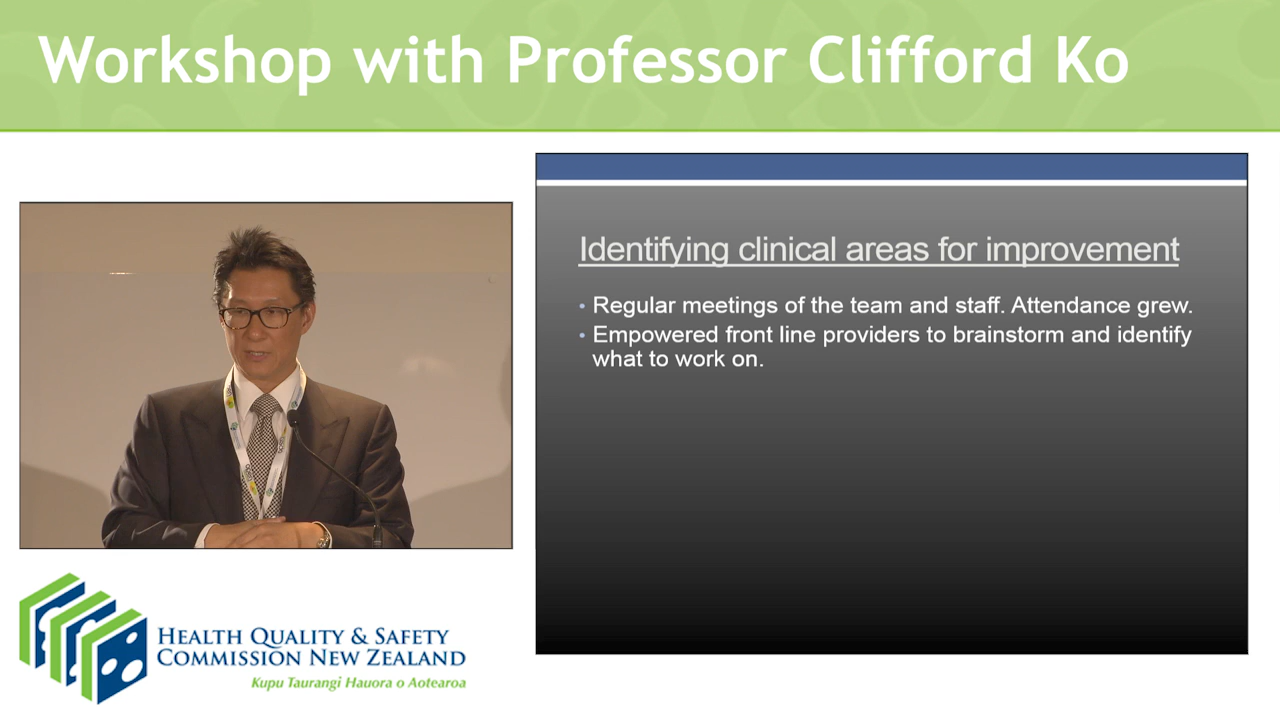 Workshop with Professor Clifford Ko
Identifying clinical areas for improvement
• Regular meetings of the team and staff. Attendance grew.
• Empowered front line providers to brainstorm and identify
what to work on.
HEALTH QUALITY & SAFETY
COMMISSION NEW ZEALAND
Kupu Taurangi Hauora o Aotearoa